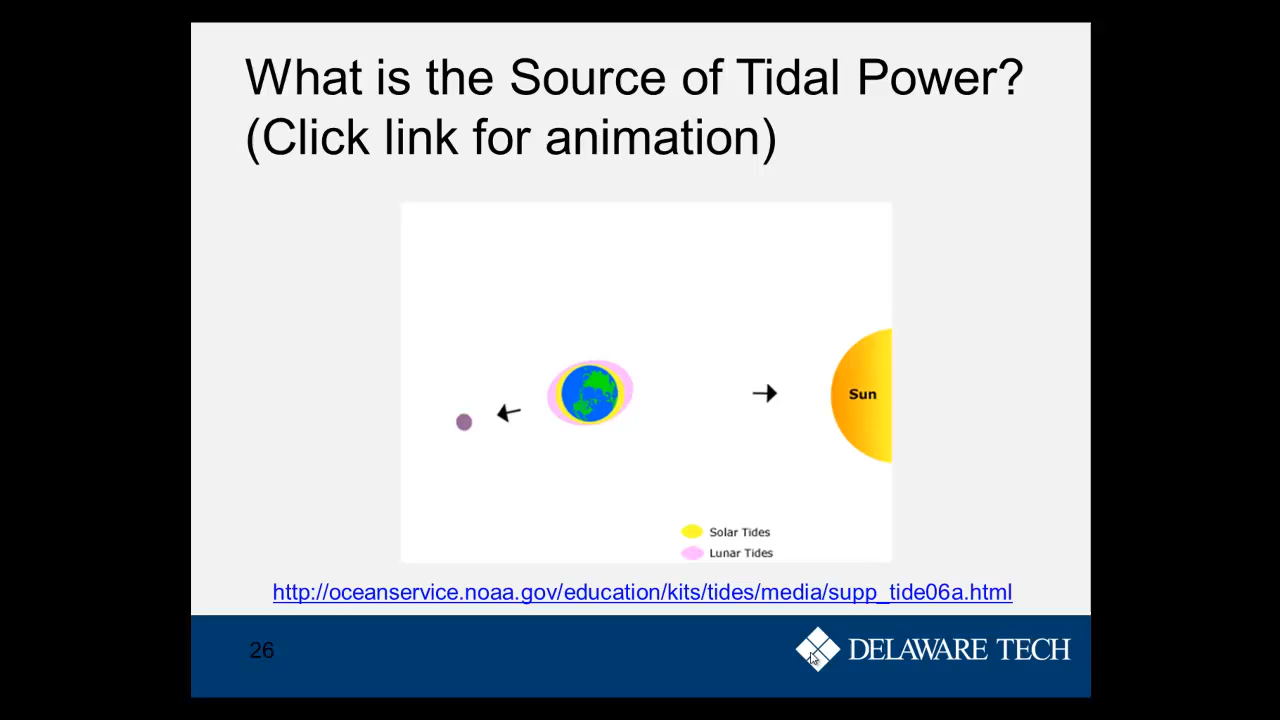 What is the Source of Tidal Power?
(Click link for animation)
Sun
Solar Tides
Lunar Tides
http://oceanservice.noaa.gov/education/kits/tides/media/supp_tide06a.html
26
DELAWARE TECH